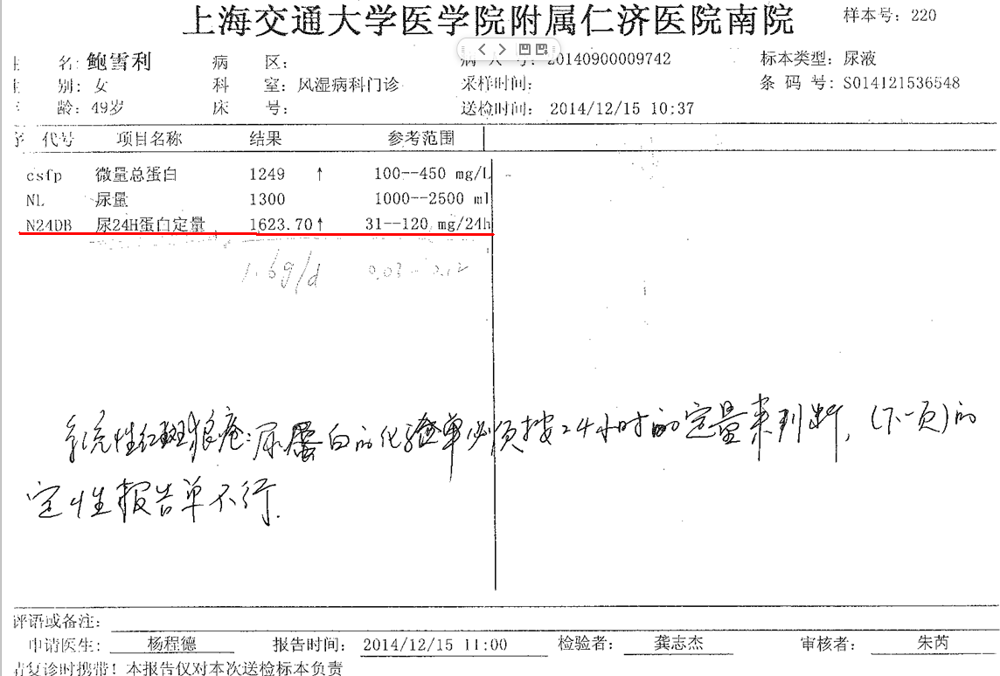 上海交通大学医学院附属仁济医院南院
样本号: 220
名: 鲍雪利
病 区:
20140900009742
标本类型: 尿液
别: 女
科 室: 风湿病科门诊
采样时间:
条 码 号: S014121536548
龄: 49岁
床 号:
送检时间: 2014/12/15 10:37
代号 项目名称 结果 参考范围
csfp 微量总蛋白 1249 ↑ 100--450 mg/L
NL 尿量 1300 1000--2500 ml
N24DB 尿24H蛋白定量 1623.70↑ 31--120 mg/24h
1.6g/d 0.03-0.12
系统性红斑狼疮:尿蛋白的化验单必须按24小时的定量来判断,(下一页)的
定性报告单不行.
评语或备注:
申请医生: 杨程德
报告时间: 2014/12/15 11:00
检验者: 龚志杰
审核者: 朱芮
请复诊时携带! 本报告仅对本次送检标本负责